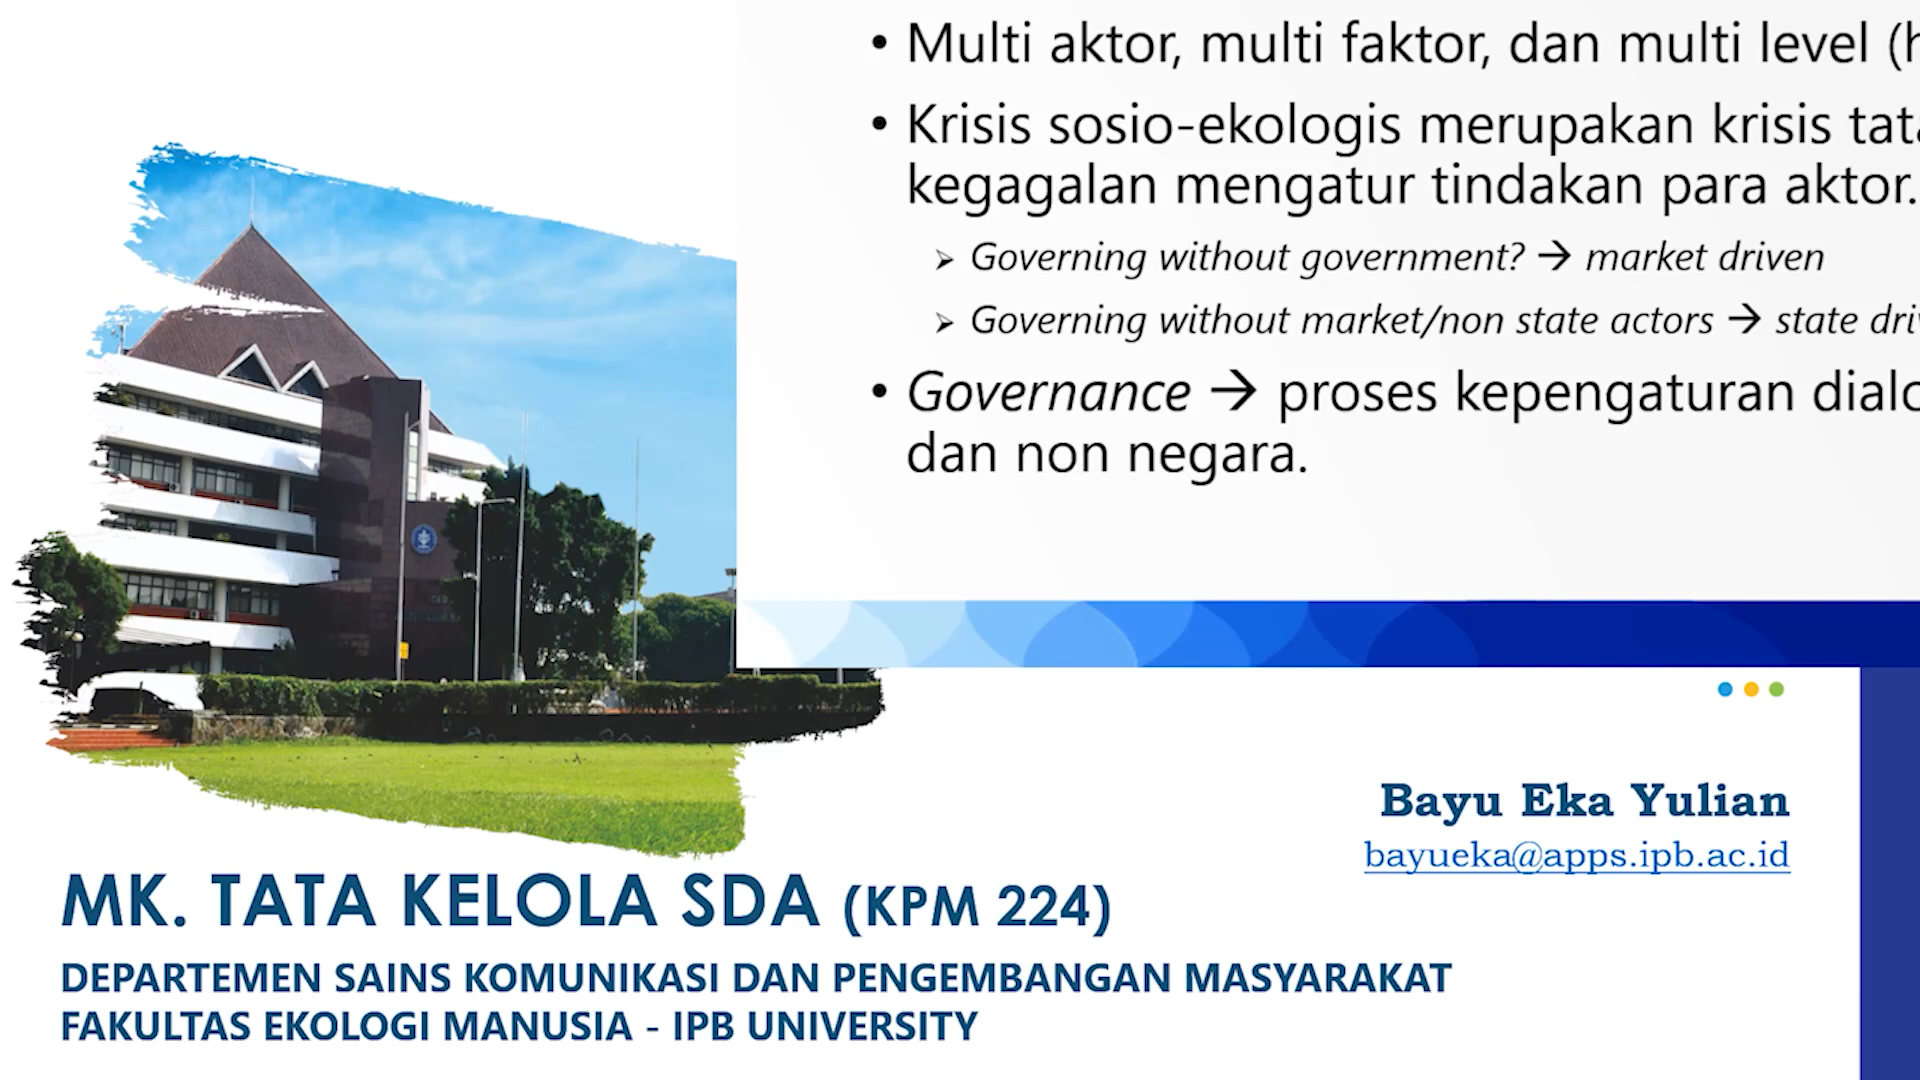 • Multi aktor, multi faktor, dan multi level (h
• Krisis sosio-ekologis merupakan krisis tata
kegagalan mengatur tindakan para aktor.
➢ Governing without government? → market driven
➢ Governing without market/non state actors → state dri
• Governance → proses kepengaturan dialo
dan non negara.
Bayu Eka Yulian
bayueka@apps.ipb.ac.id
MK. TATA KELOLA SDA (KPM 224)
DEPARTEMEN SAINS KOMUNIKASI DAN PENGEMBANGAN MASYARAKAT
FAKULTAS EKOLOGI MANUSIA - IPB UNIVERSITY